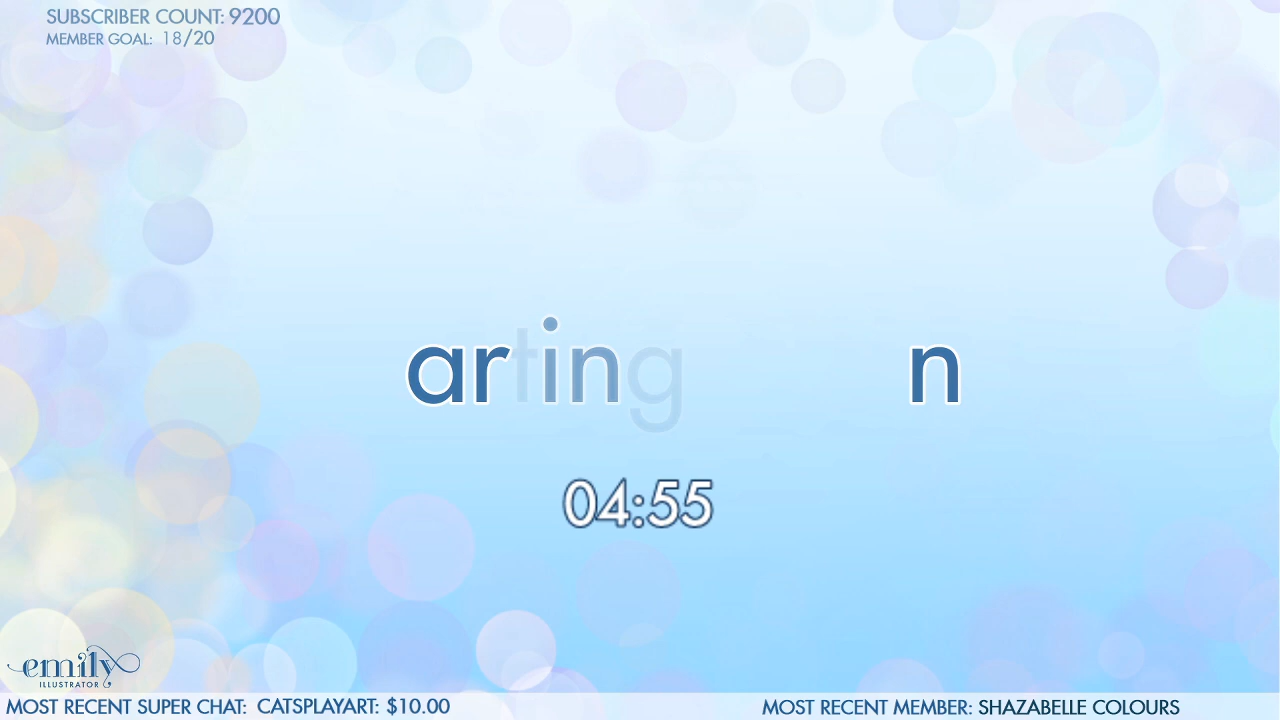 SUBSCRIBER COUNT: 9200
MEMBER GOAL: 18/20
arting n
04:55
emily
ILLUSTRATOR
MOST RECENT SUPER CHAT: CATSPLAYART: $10.00
MOST RECENT MEMBER: SHAZABELLE COLOURS